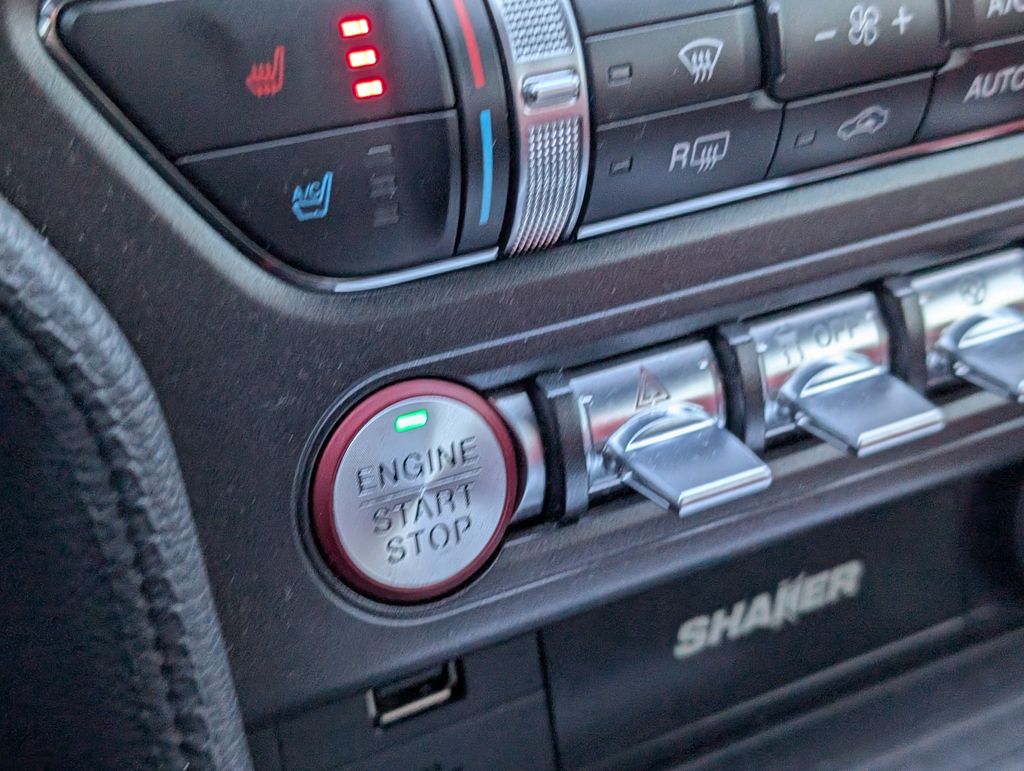 A/C
AUTO
R
A/C
OFF
ENGINE
START
STOP
SHAKER